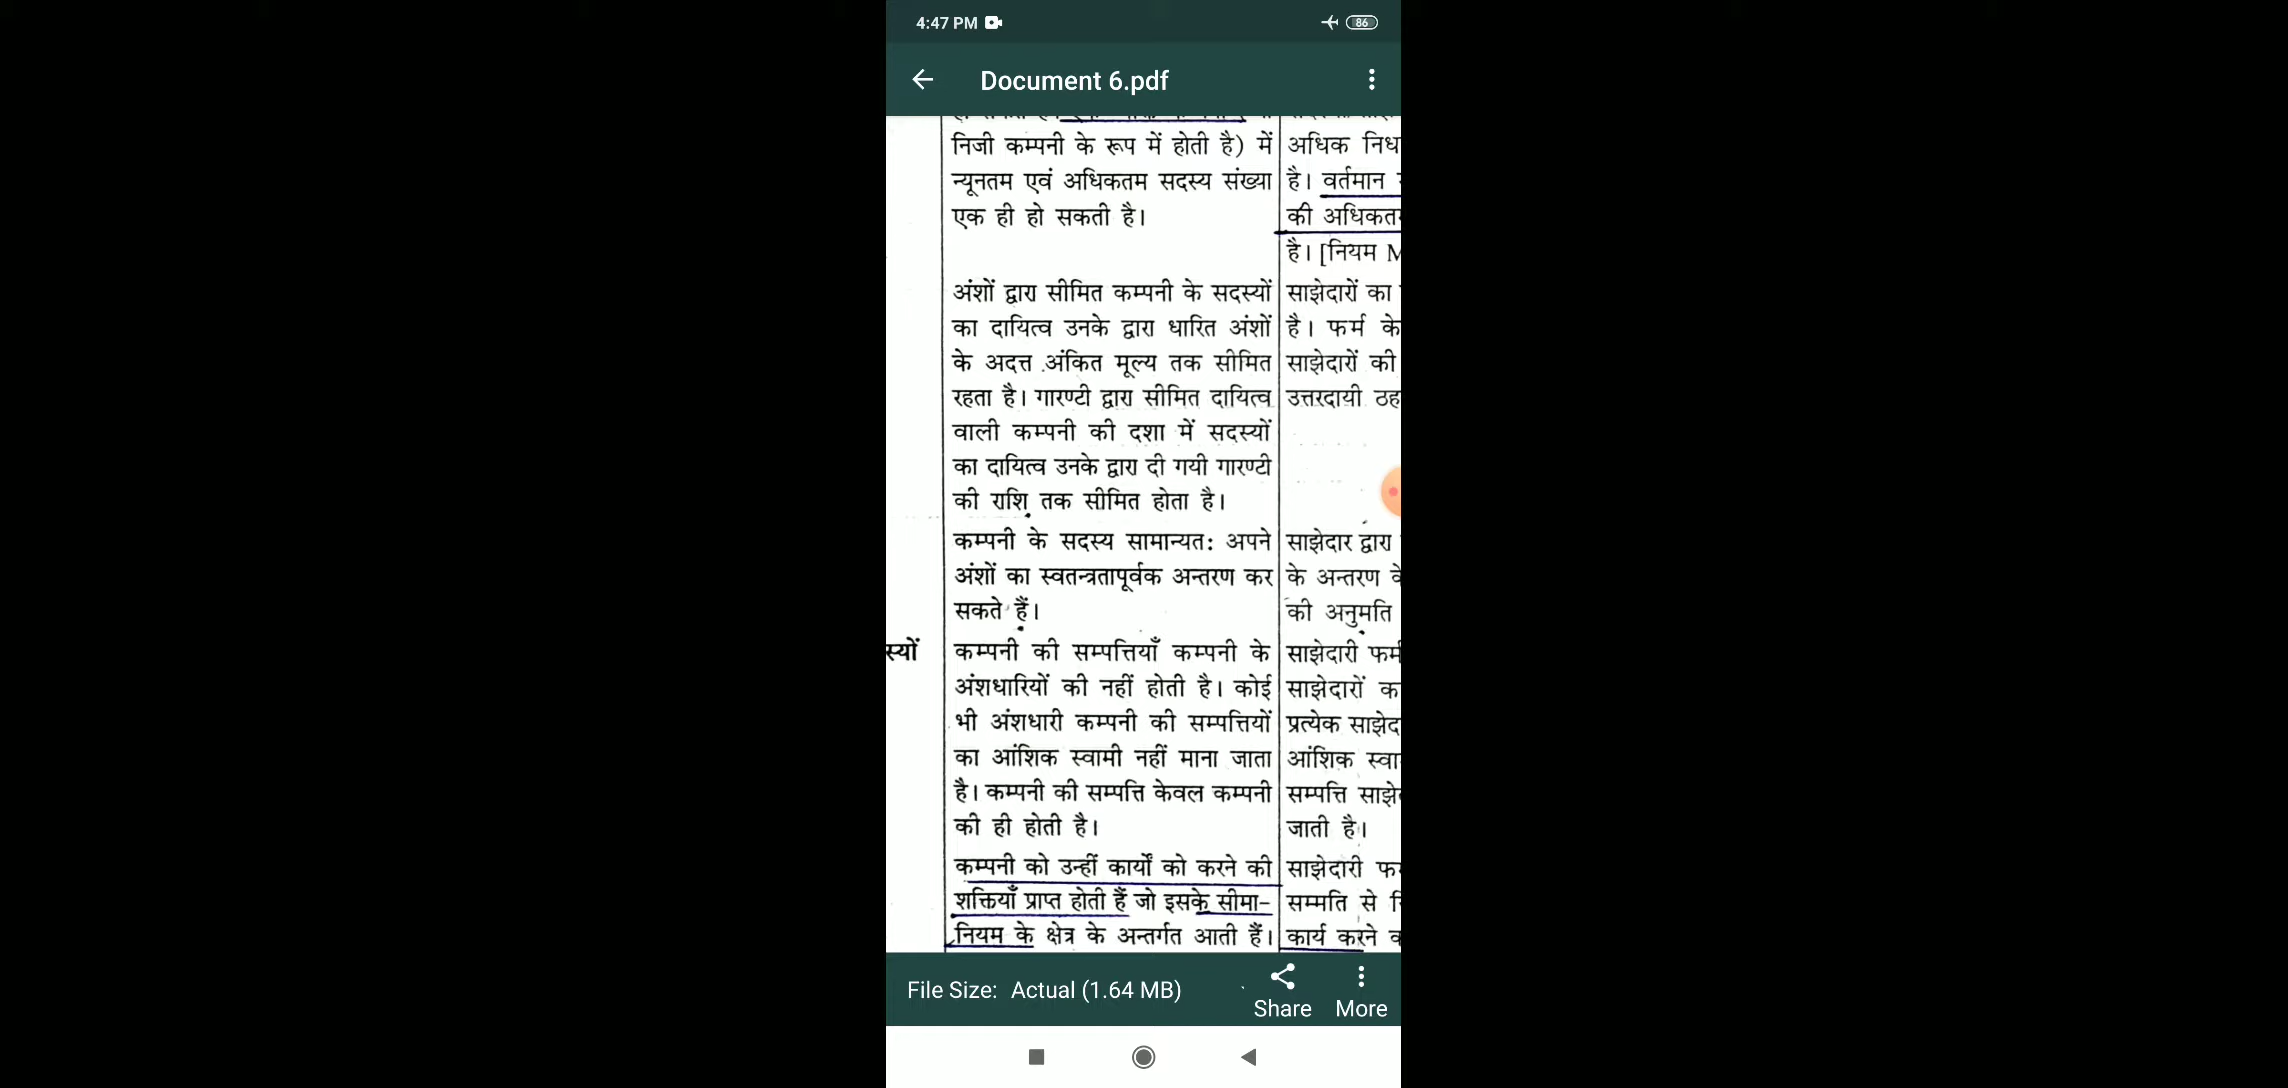 4:47 PM
86
Document 6.pdf
निजी कम्पनी के रूप में होती है) में
न्यूनतम एवं अधिकतम सदस्य संख्या
एक ही हो सकती है।
अंशों द्वारा सीमित कम्पनी के सदस्यों
का दायित्व उनके द्वारा धारित अंशों
के अदत्त अंकित मूल्य तक सीमित
रहता है। गारण्टी द्वारा सीमित दायित्व
वाली कम्पनी की दशा में सदस्यों
का दायित्व उनके द्वारा दी गयी गारण्टी
की राशि तक सीमित होता है।
कम्पनी के सदस्य सामान्यतः अपने
अंशों का स्वतन्त्रतापूर्वक अन्तरण कर
सकते हैं।
स्यों
कम्पनी की सम्पत्तियाँ कम्पनी के
अंशधारियों की नहीं होती है। कोई
भी अंशधारी कम्पनी की सम्पत्तियों
का आंशिक स्वामी नहीं माना जाता
है। कम्पनी की सम्पत्ति केवल कम्पनी
की ही होती है।
कम्पनी को उन्हीं कार्यों को करने की
शक्तियाँ प्राप्त होती हैं जो इसके सीमा-
नियम के क्षेत्र के अन्तर्गत आती हैं।
अधिक
है। वर्तमान
की
है। [नियम
साझेदारों का
है। फर्म के
साझेदारों की
उत्तरदायी
साझेदार द्वारा
के अन्तरण
की अनुमति
साझेदारी फर्म
साझेदारों
प्रत्येक
आंशिक
सम्पत्ति
जाती है।
साझेदारी
सम्मति से
कार्य करने
File Size: Actual (1.64 MB)
Share
More